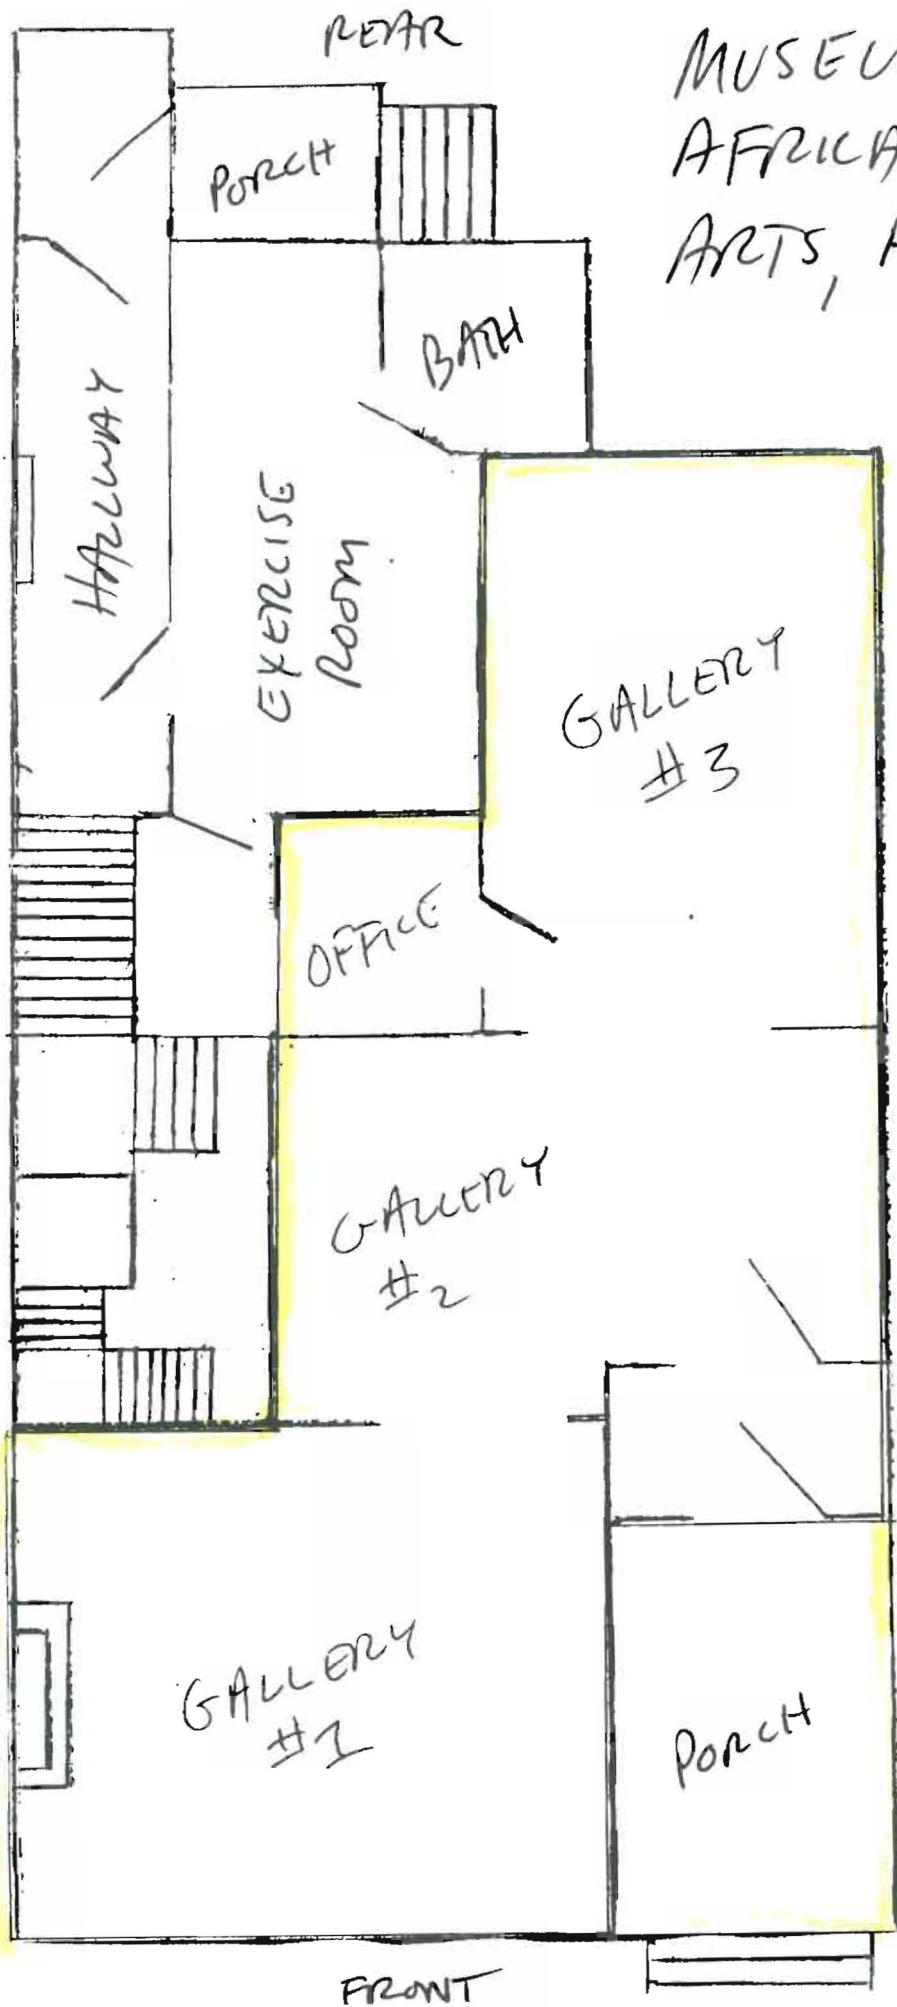 REAR
MUSEU
AFRICA
ARTS,
PORCH
BATH
HALLWAY
EXERCISE
ROOM
GALLERY
#3
OFFICE
GALLERY
#2
GALLERY
#1
PORCH
FRONT